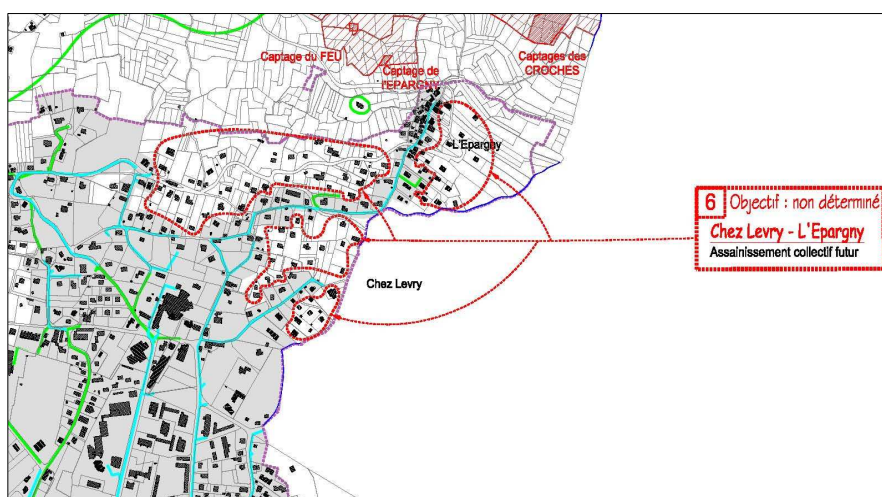 Captage du FEU
Captage de
l'EPARGNY
Captages des
CROCHES
L'Epargny
Chez Levry
6 Objectif : non déterminé
Chez Levry - L'Epargny
Assainissement collectif futur